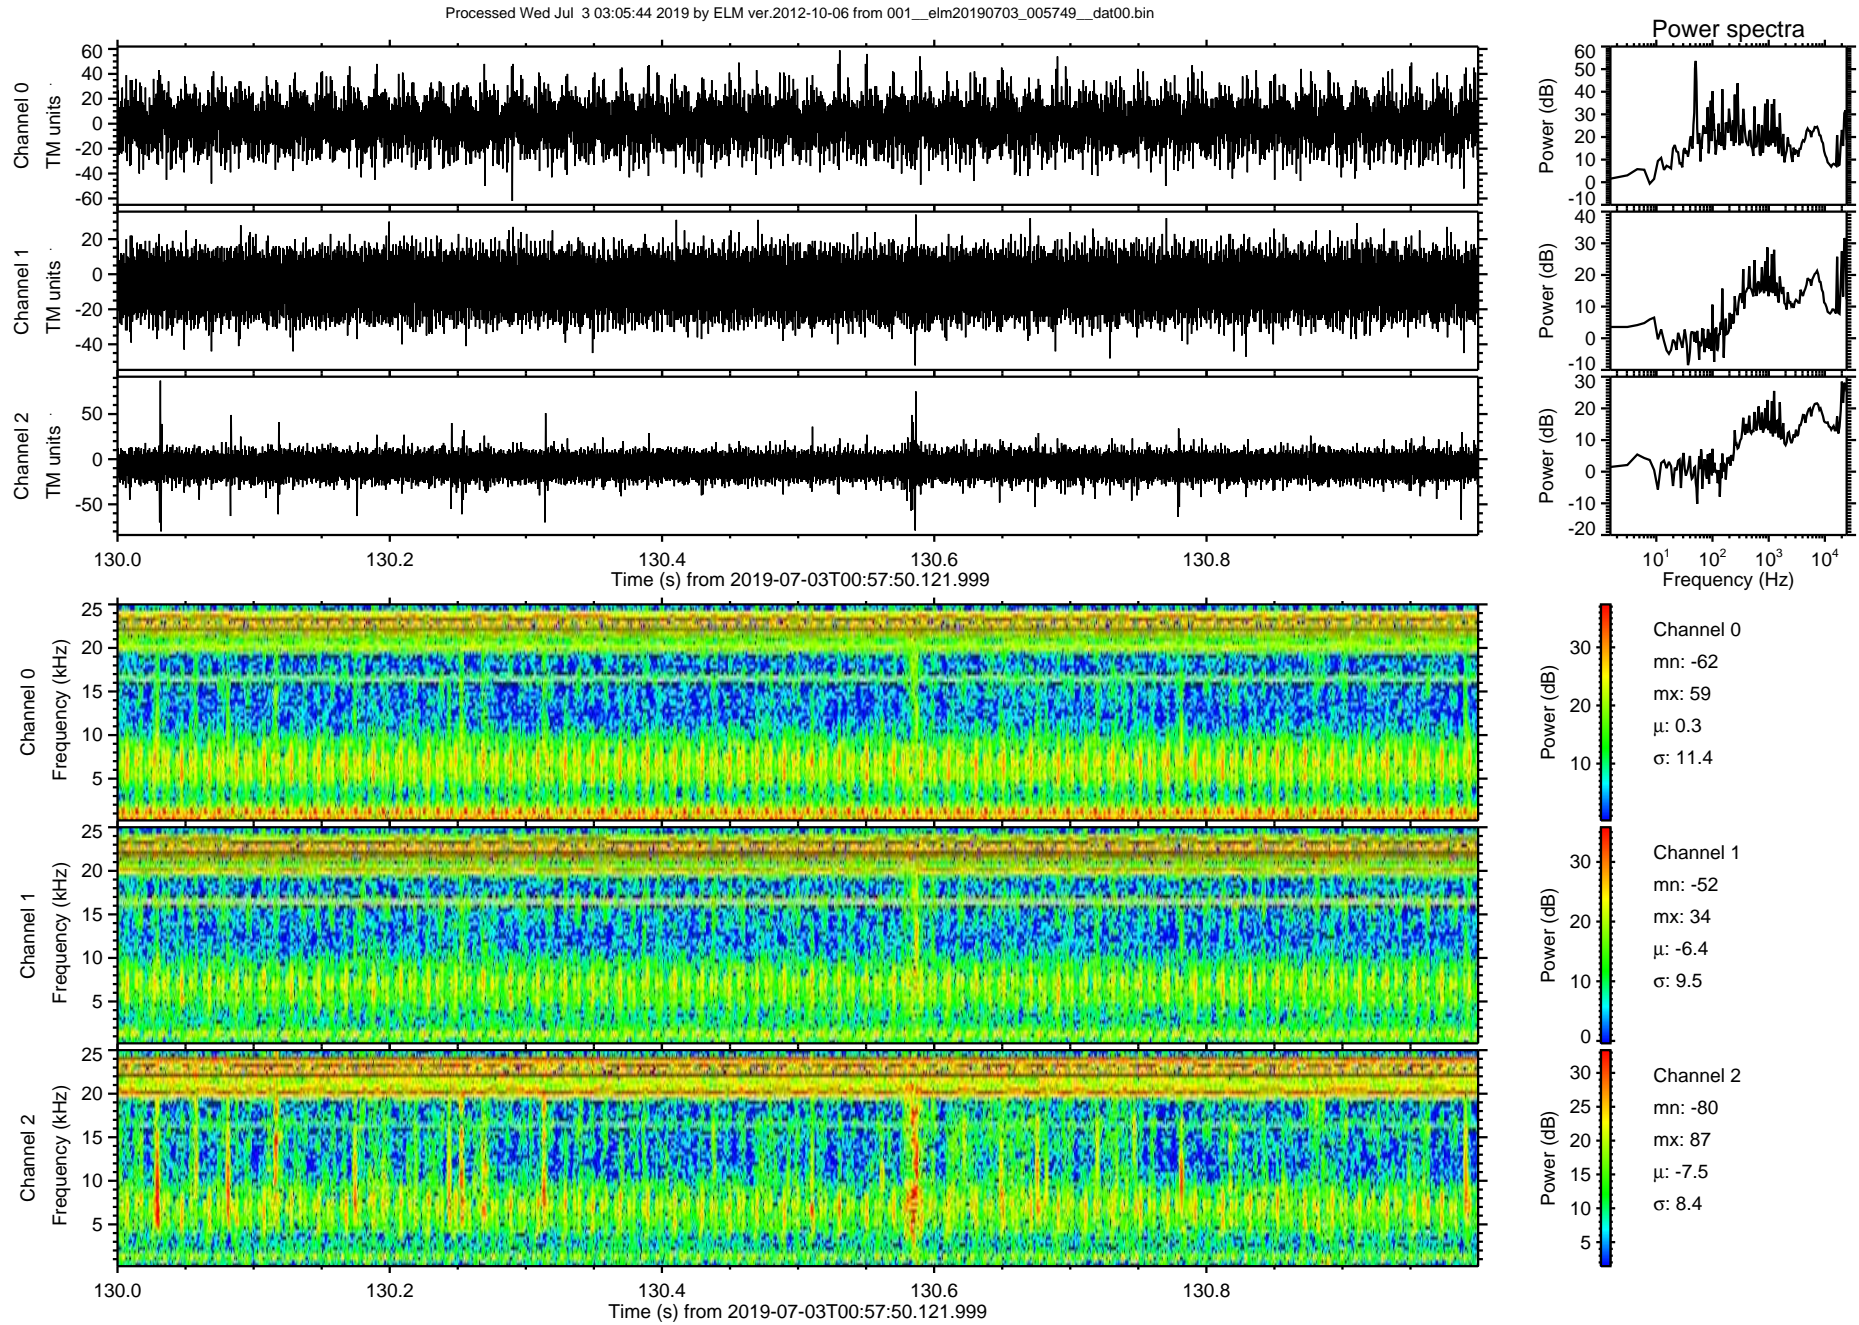 Processed Wed Jul  3 03:05:44 2019 by ELM ver.2012-10-06 from 001__elm20190703_005749__dat00.bin
Power spectra
Channel 0
TM units
60
40
20
0
-20
-40
-60
Power (dB)
60
50
40
30
20
10
0
-10
Channel 1
TM units
20
0
-20
-40
Power (dB)
40
30
20
10
0
-10
Channel 2
TM units
50
0
-50
Power (dB)
30
20
10
0
-10
-20
130.0 130.2 130.4 130.6 130.8
Time (s) from 2019-07-03T00:57:50.121.999
10¹ 10² 10³ 10⁴
Frequency (Hz)
Channel 0
Frequency (kHz)
25
20
15
10
5
Power (dB)
30
20
10
Channel 0
mn: -62
mx: 59
μ: 0.3
σ: 11.4
Channel 1
Frequency (kHz)
25
20
15
10
5
Power (dB)
30
20
10
0
Channel 1
mn: -52
mx: 34
μ: -6.4
σ: 9.5
Channel 2
Frequency (kHz)
25
20
15
10
5
Power (dB)
30
25
20
15
10
5
Channel 2
mn: -80
mx: 87
μ: -7.5
σ: 8.4
130.0 130.2 130.4 130.6 130.8
Time (s) from 2019-07-03T00:57:50.121.999